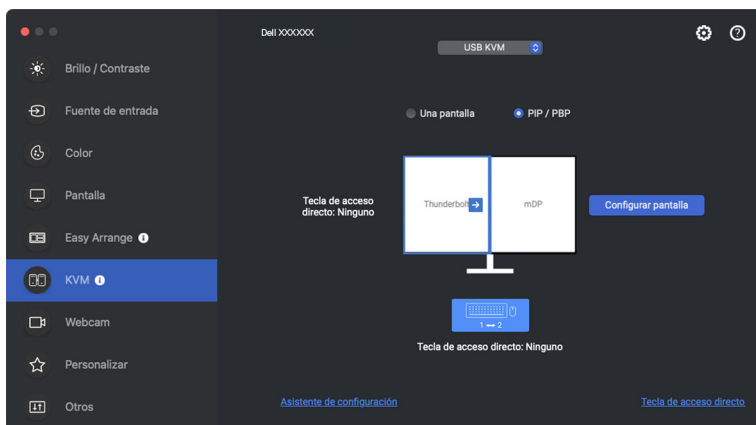 Dell XXXXXX
USB KVM
Brillo / Contraste
Fuente de entrada
Color
Pantalla
Easy Arrange
KVM
Webcam
Personalizar
Otros
Una pantalla
PIP / PBP
Tecla de acceso
directo: Ninguno
Thunderbolt
mDP
Configurar pantalla
1 2
Tecla de acceso directo: Ninguno
Asistente de configuración
Tecla de acceso directo